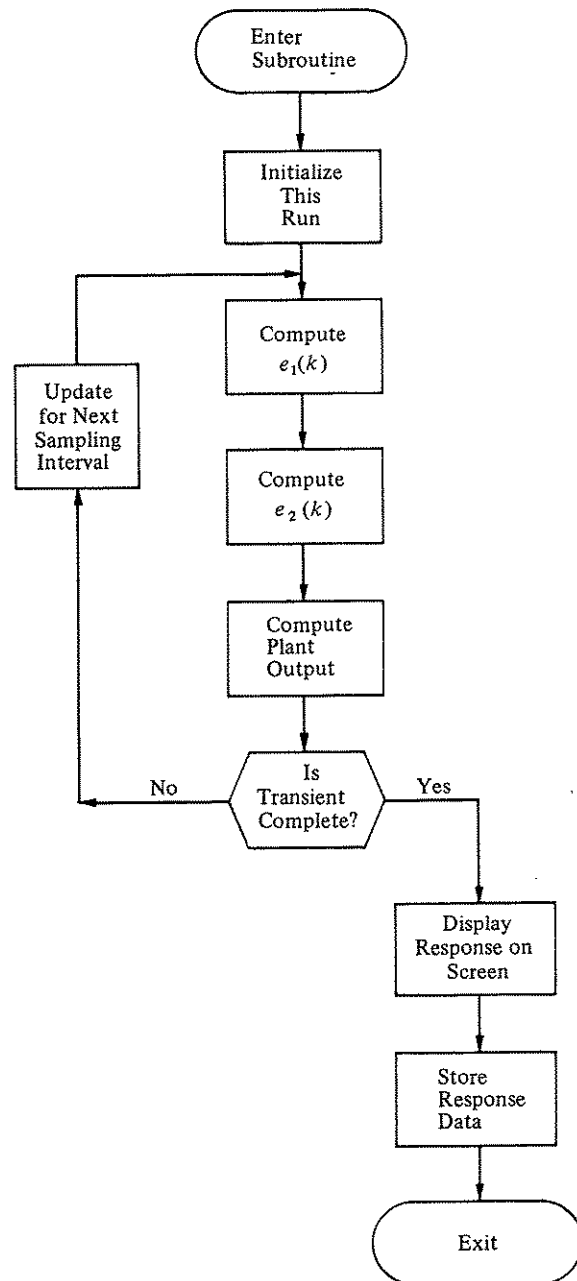 Enter
Subroutine
Initialize
This
Run
Compute
e₁(k)
Update
for Next
Sampling
Interval
Compute
e₂(k)
Compute
Plant
Output
Is
Transient
Complete?
No
Yes
Display
Response on
Screen
Store
Response
Data
Exit